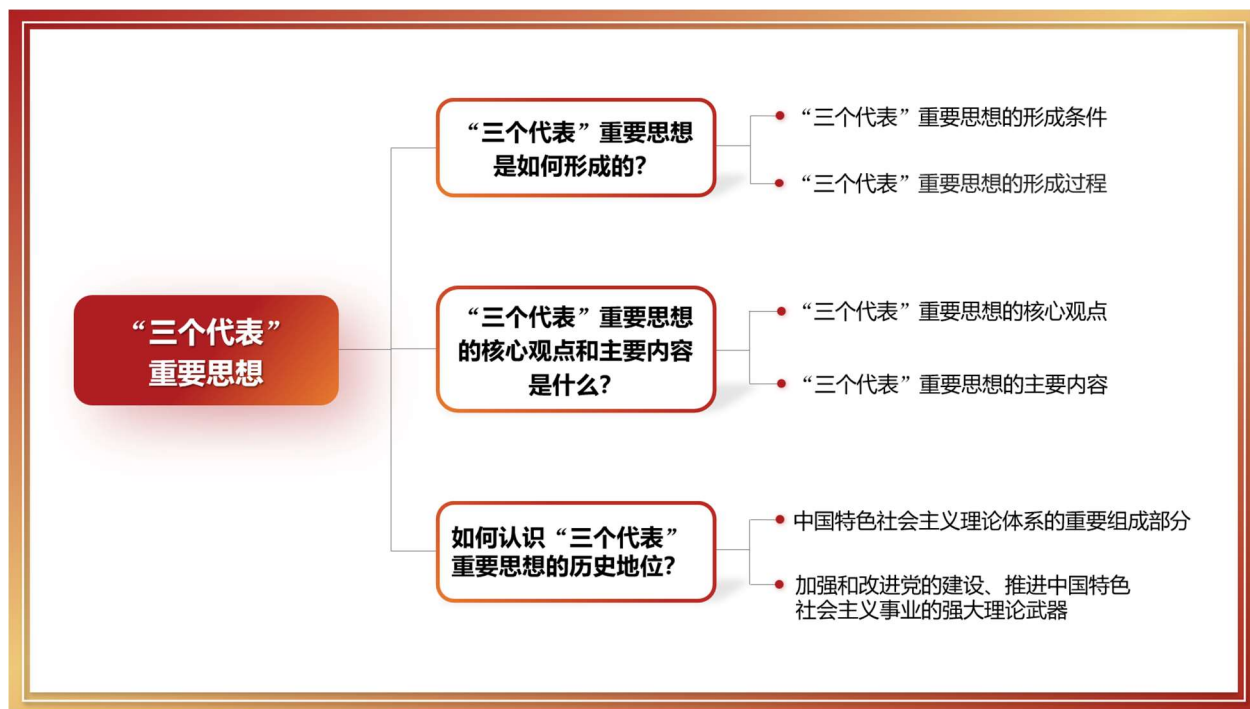 “三个代表”
重要思想
“三个代表”重要思想
是如何形成的？
“三个代表”重要思想的形成条件
“三个代表”重要思想的形成过程
“三个代表”重要思想
的核心观点和主要内容
是什么？
“三个代表”重要思想的核心观点
“三个代表”重要思想的主要内容
如何认识“三个代表”
重要思想的历史地位？
中国特色社会主义理论体系的重要组成部分
加强和改进党的建设、推进中国特色
社会主义事业的强大理论武器